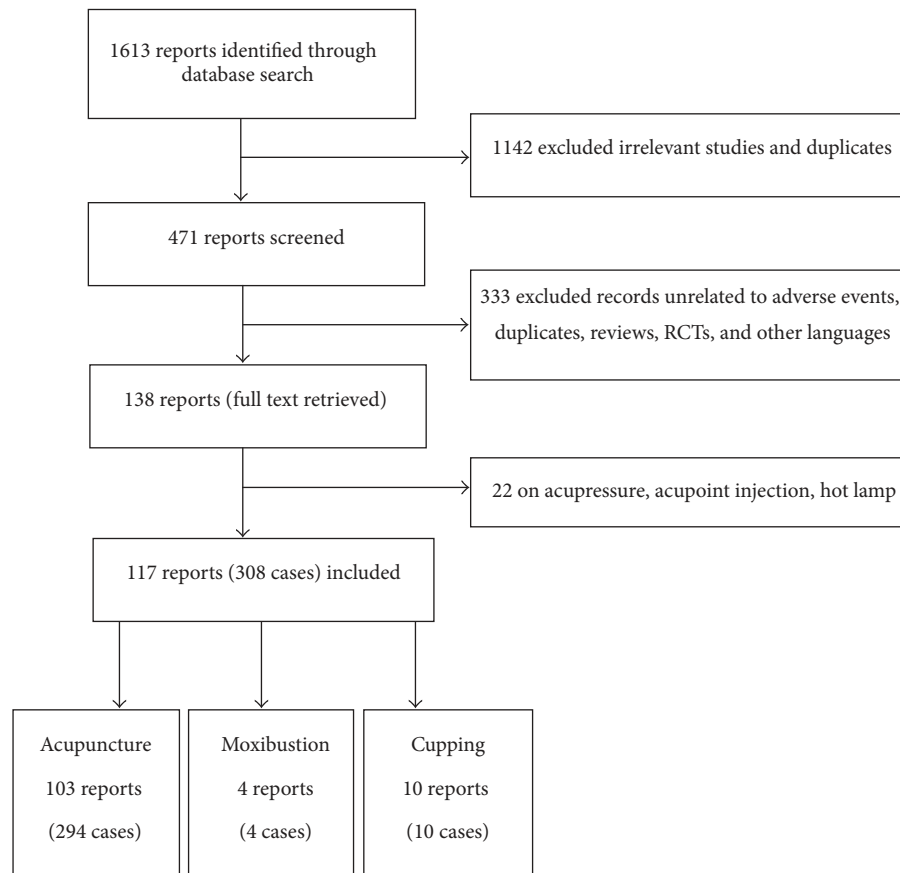 1613 reports identified through
database search
1142 excluded irrelevant studies and duplicates
471 reports screened
333 excluded records unrelated to adverse events,
duplicates, reviews, RCTs, and other languages
138 reports (full text retrieved)
22 on acupressure, acupoint injection, hot lamp
117 reports (308 cases) included
Acupuncture
103 reports
(294 cases)
Moxibustion
4 reports
(4 cases)
Cupping
10 reports
(10 cases)